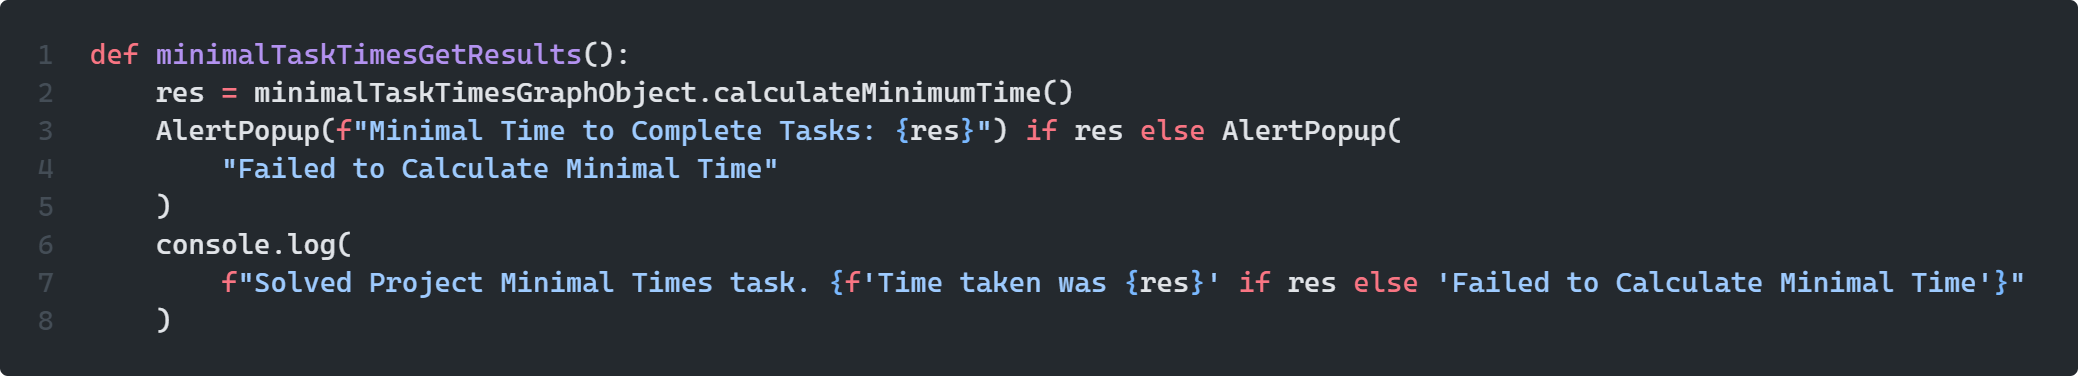 1 def minimalTaskTimesGetResults():
2     res = minimalTaskTimesGraphObject.calculateMinimumTime()
3     AlertPopup(f"Minimal Time to Complete Tasks: {res}") if res else AlertPopup(
4         "Failed to Calculate Minimal Time"
5     )
6     console.log(
7         f"Solved Project Minimal Times task. {f'Time taken was {res}' if res else 'Failed to Calculate Minimal Time'}"
8     )